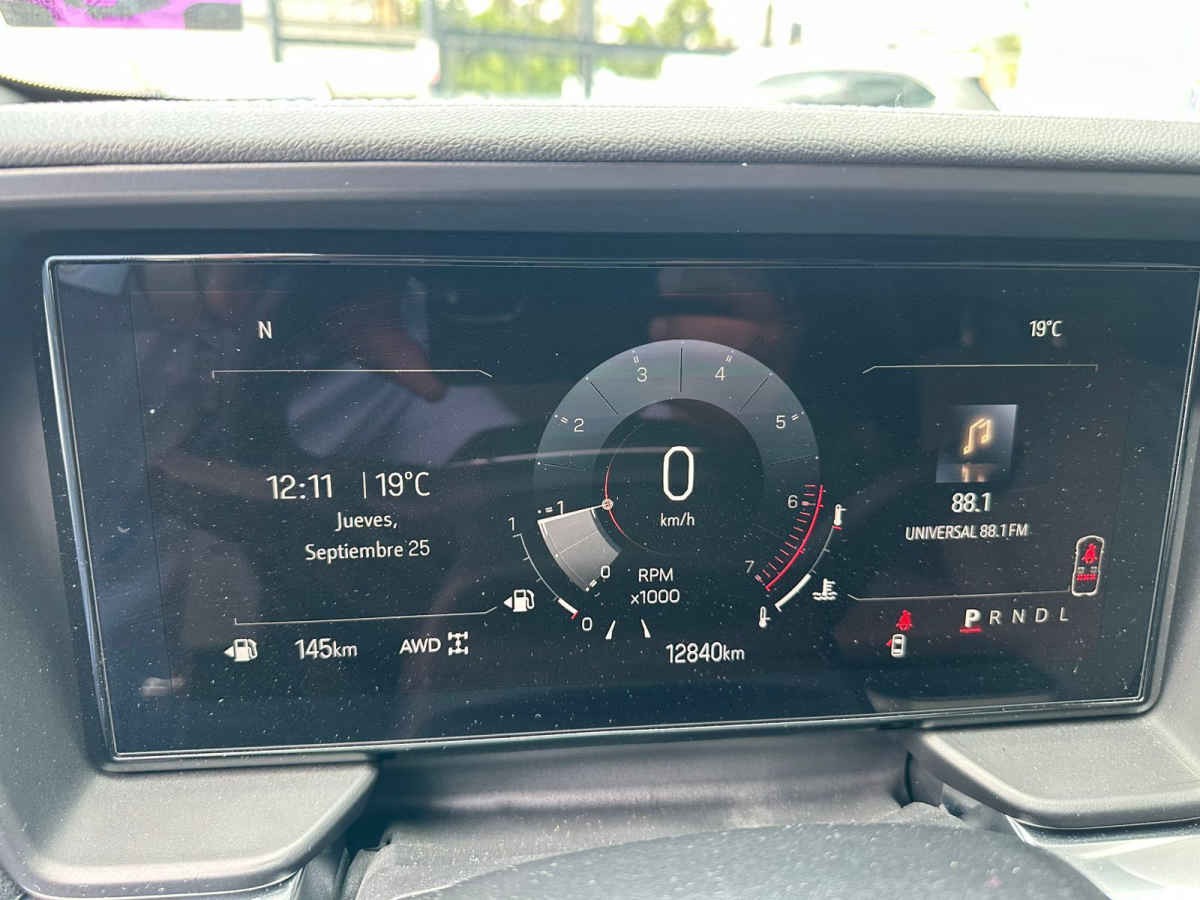 N
19°C
12:11 | 19°C
Jueves,
Septiembre 25
1
0
145km
AWD
0
1
2
3
4
5
6
7
0
km/h
RPM
x1000
12840km
88.1
UNIVERSAL 88.1 FM
P R N D L